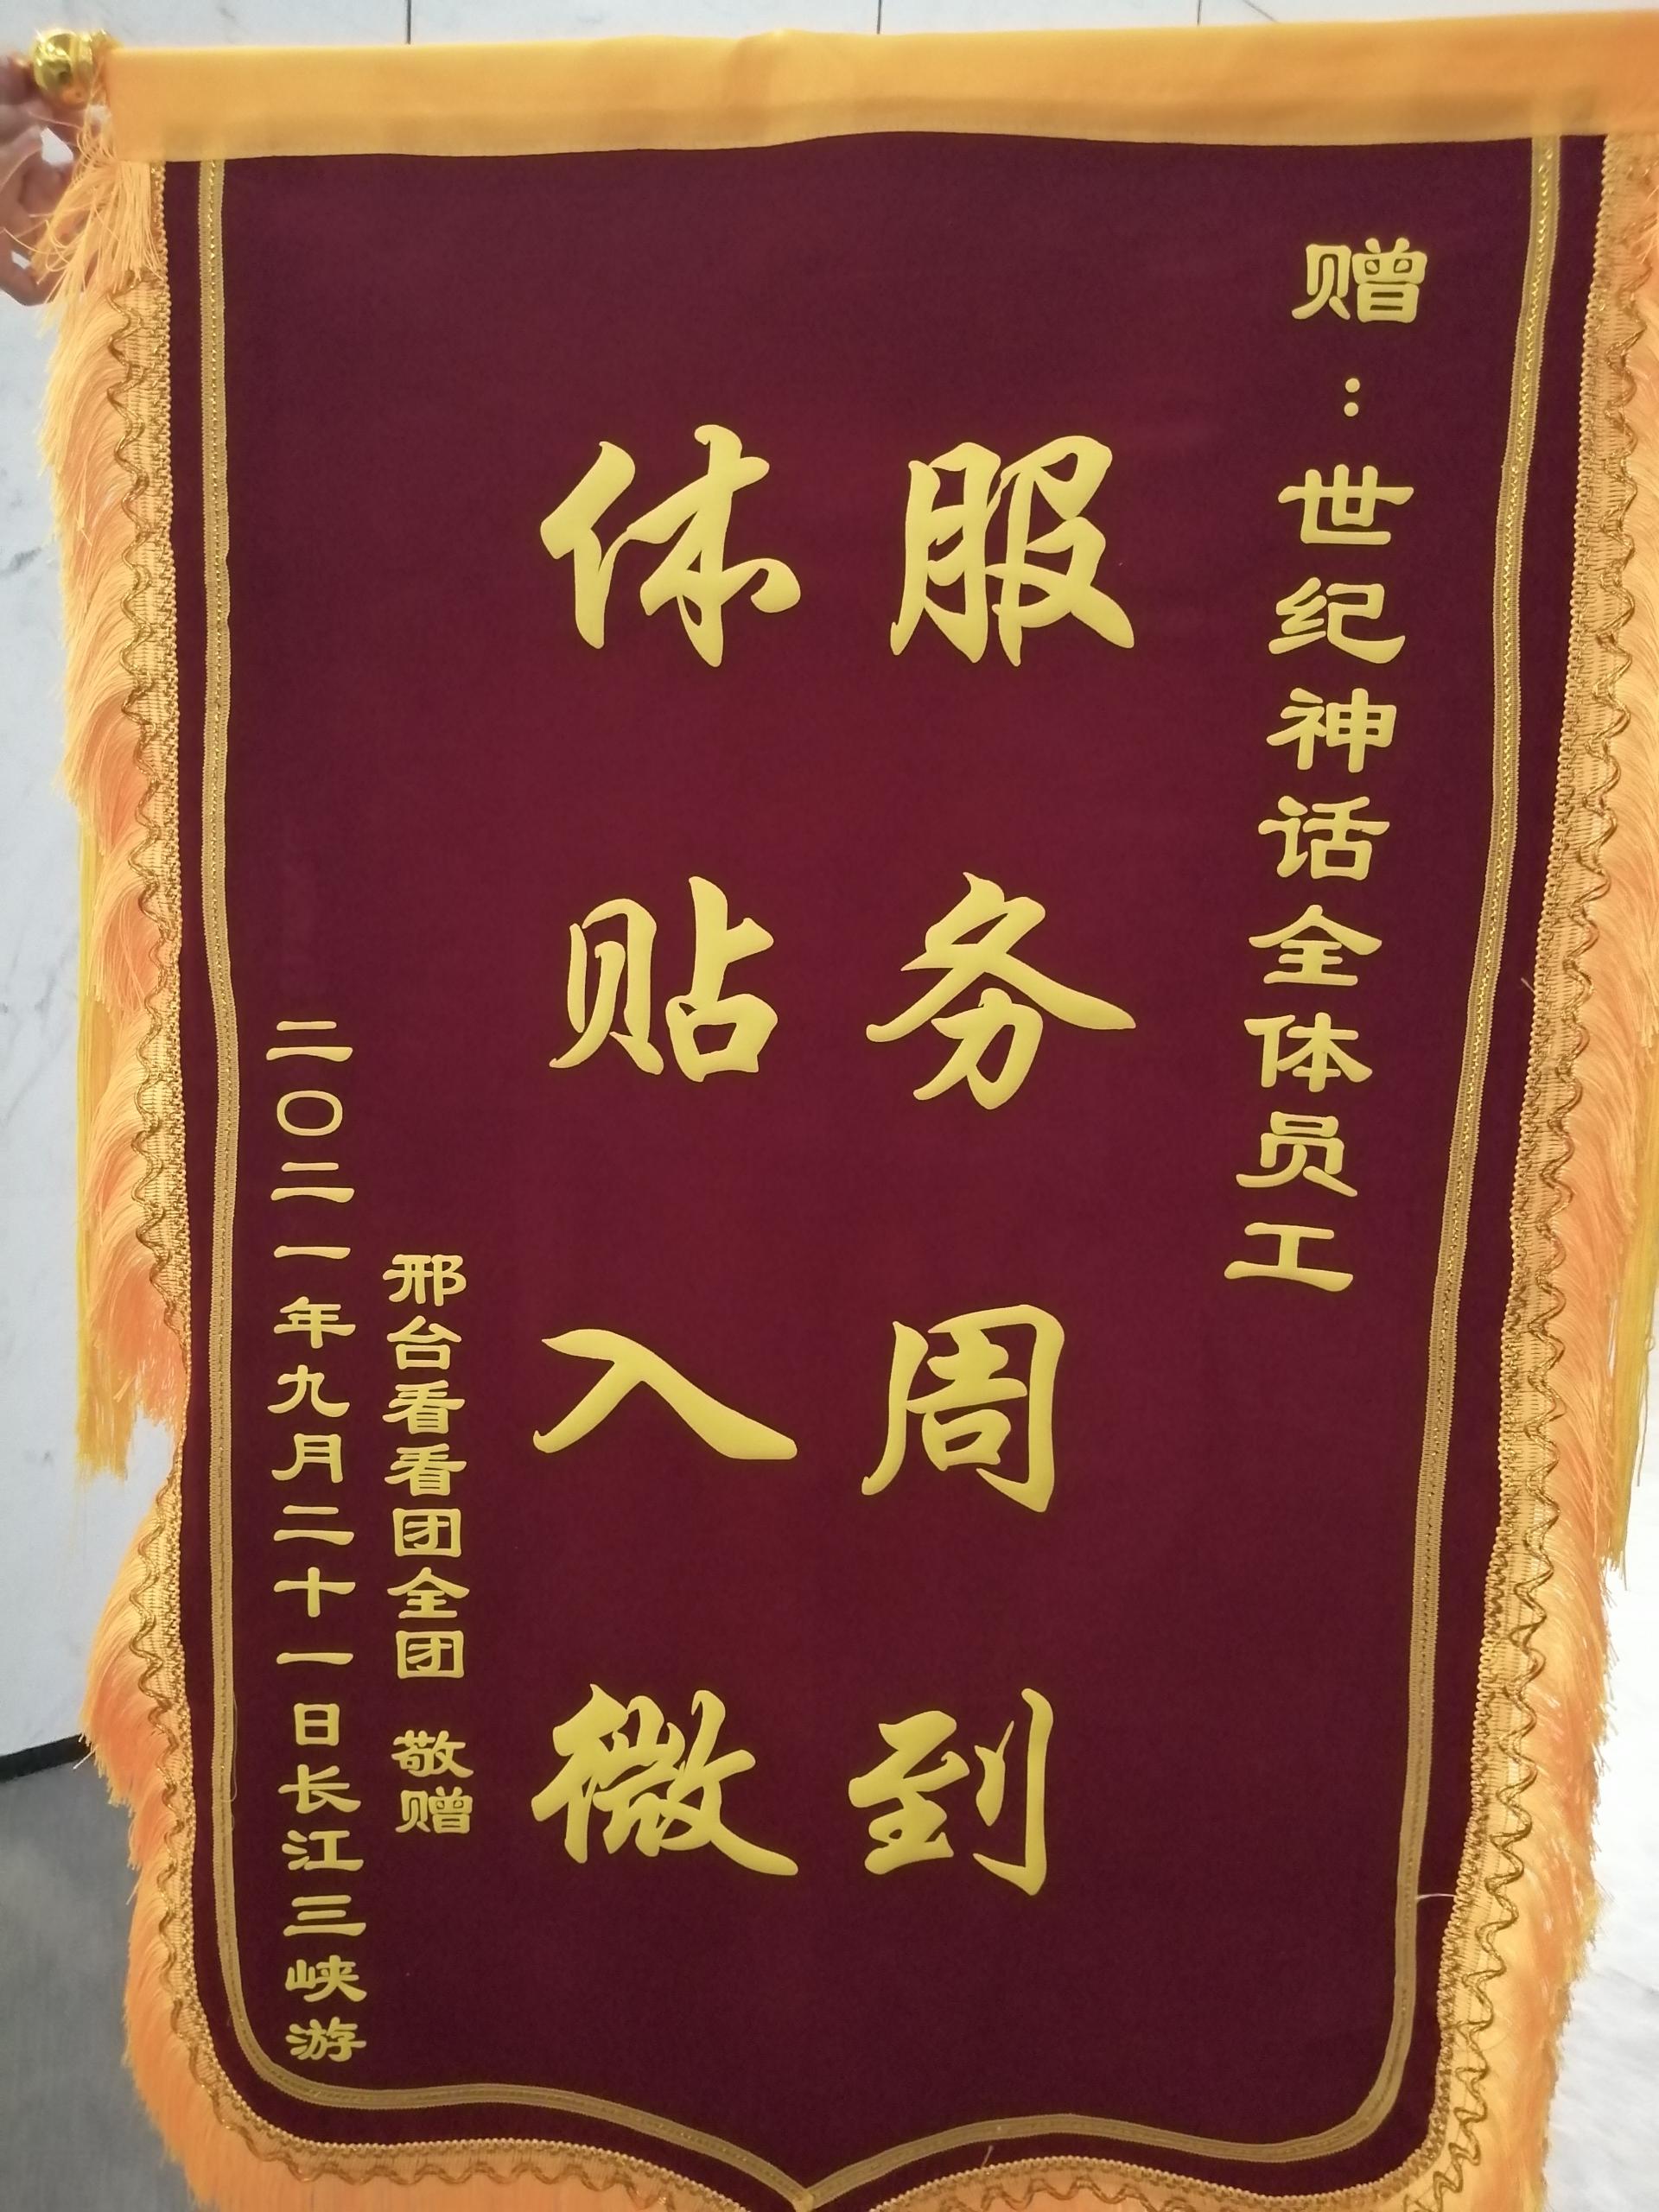 赠：世纪神话全体员工
服务周到
体贴入微
邢台看看团全团 敬赠
二〇二一年九月二十一日长江三峡游